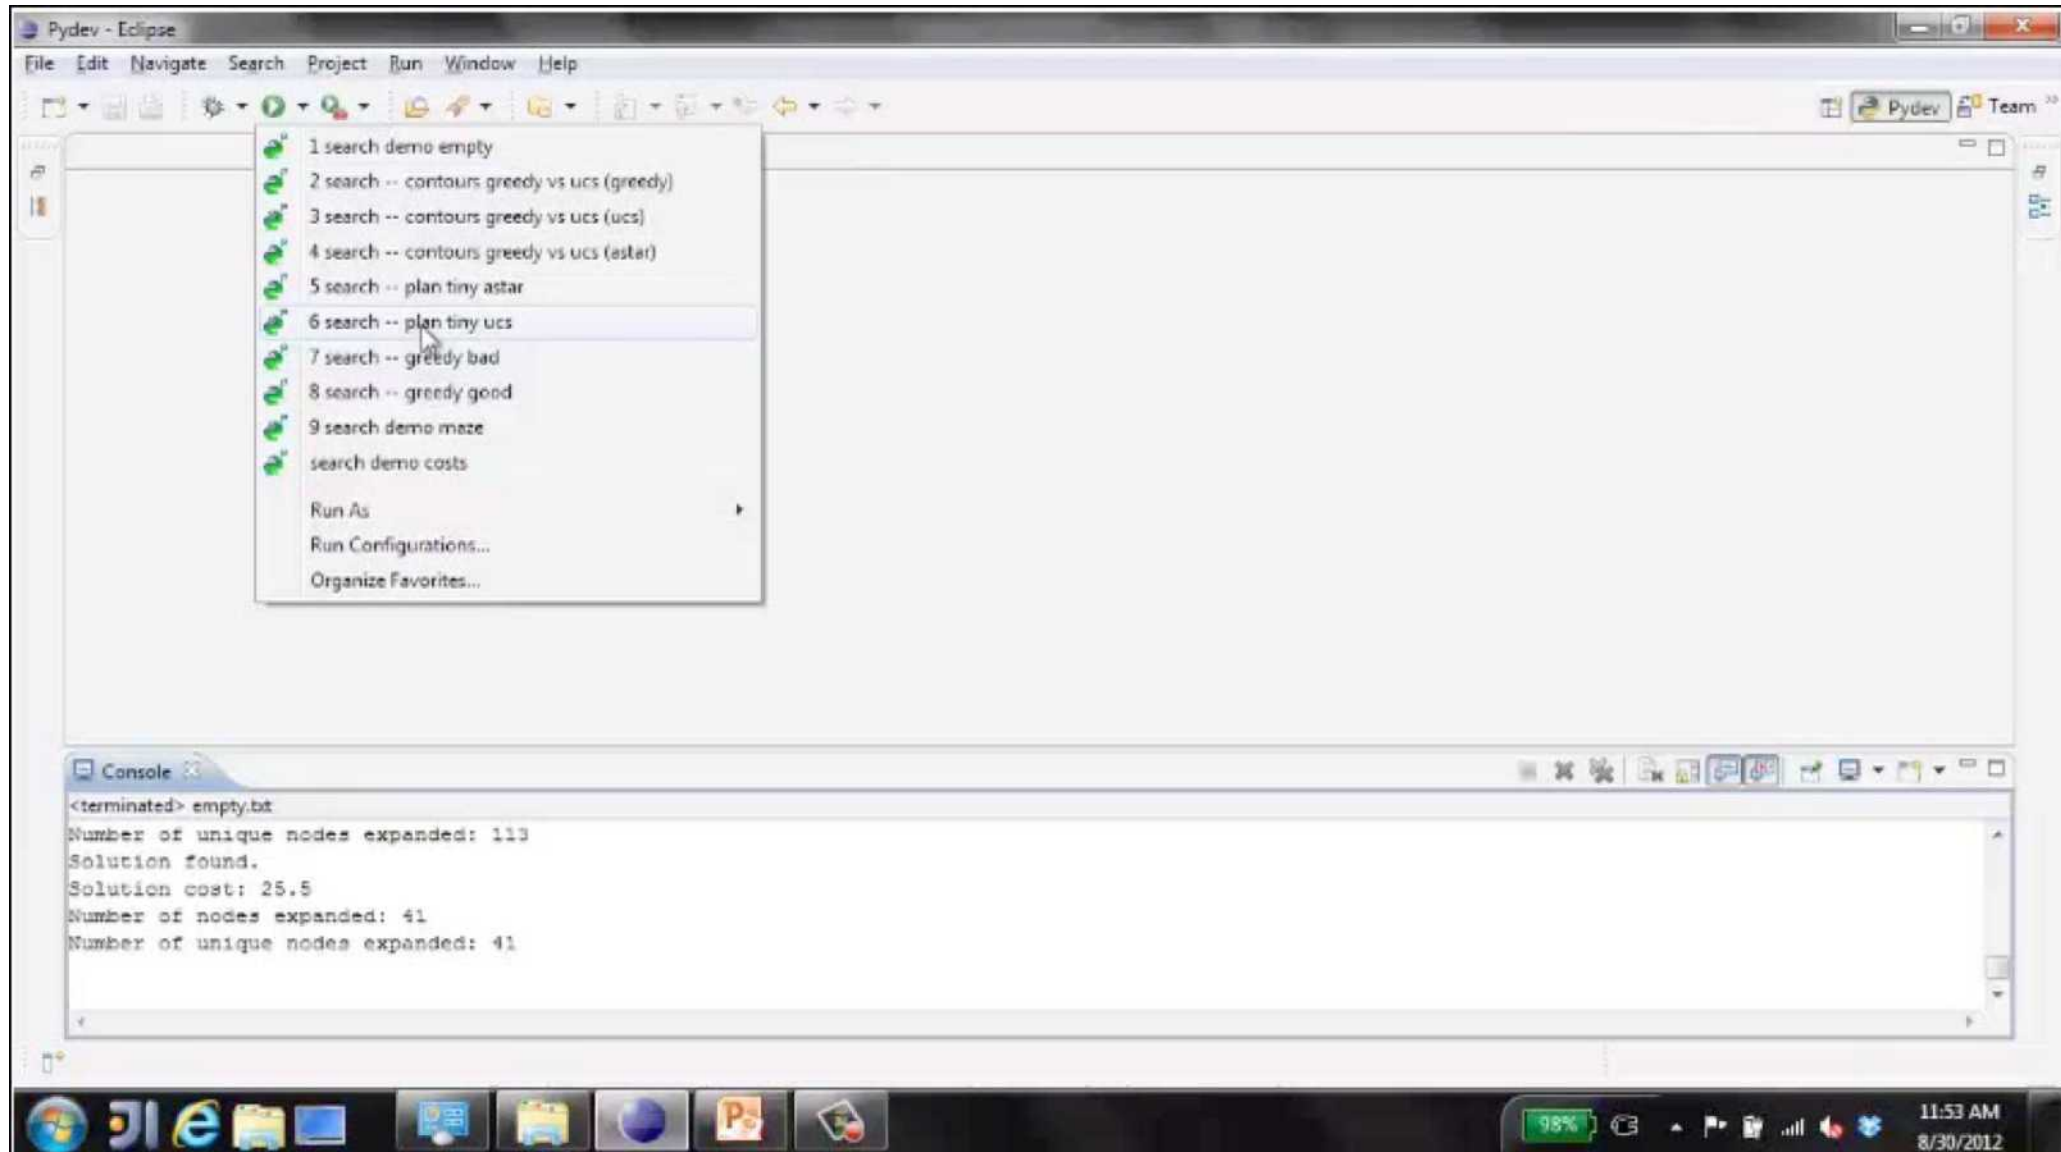 Pydev - Eclipse
File Edit Navigate Search Project Run Window Help
Pydev Team
1 search demo empty
2 search -- contours greedy vs ucs (greedy)
3 search -- contours greedy vs ucs (ucs)
4 search -- contours greedy vs ucs (astar)
5 search -- plan tiny astar
6 search -- plan tiny ucs
7 search -- greedy bad
8 search -- greedy good
9 search demo maze
search demo costs
Run As
Run Configurations...
Organize Favorites...
Console
<terminated> empty.txt
Number of unique nodes expanded: 113
Solution found.
Solution cost: 25.5
Number of nodes expanded: 41
Number of unique nodes expanded: 41
98%
11:53 AM
8/30/2012